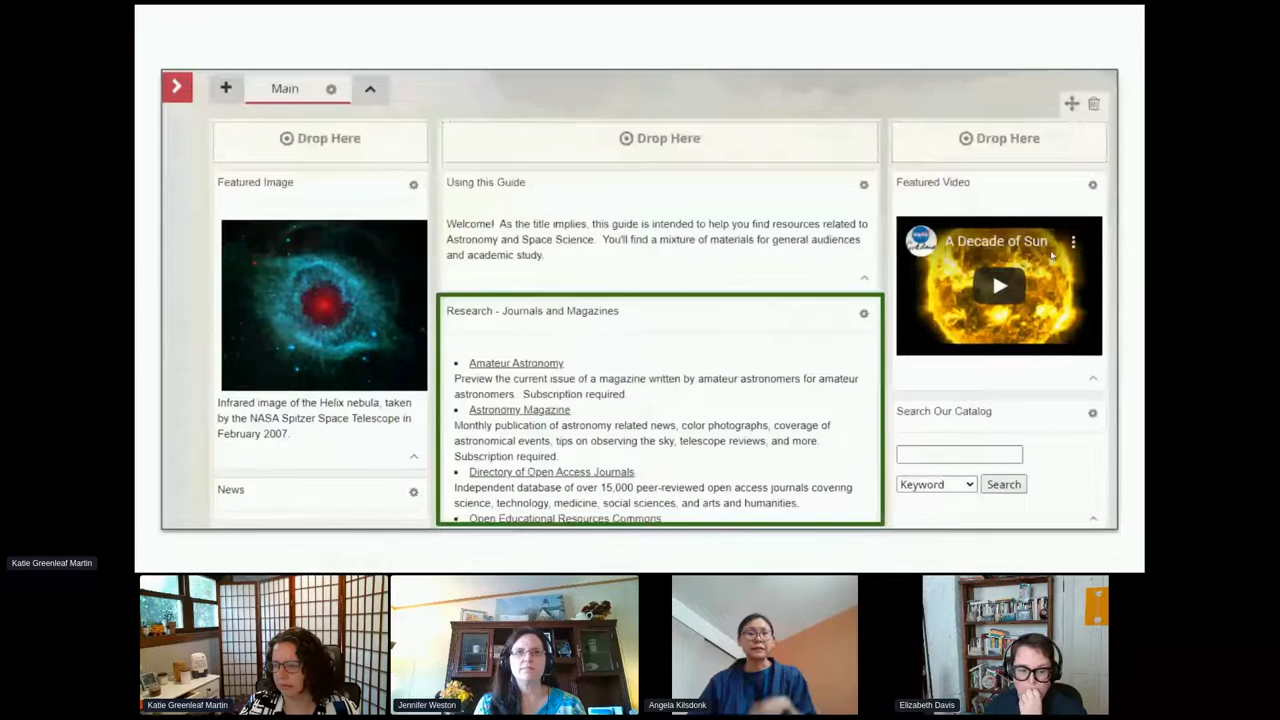 Main
Drop Here
Drop Here
Drop Here
Featured Image
Infrared image of the Helix nebula, taken
by the NASA Spitzer Space Telescope in
February 2007.
News
Using this Guide
Welcome! As the title implies, this guide is intended to help you find resources related to
Astronomy and Space Science. You'll find a mixture of materials for general audiences
and academic study.
Research - Journals and Magazines
• Amateur Astronomy
Preview the current issue of a magazine written by amateur astronomers for amateur
astronomers Subscription required.
• Astronomy Magazine
Monthly publication of astronomy related news, color photographs, coverage of
astronomical events, tips on observing the sky, telescope reviews, and more.
Subscription required.
• Directory of Open Access Journals
Independent database of over 15,000 peer-reviewed open access journals covering
science, technology, medicine, social sciences, and arts and humanities.
• Open Educational Resources Commons
Featured Video
A Decade of Sun
Search Our Catalog
Keyword
Search
Katie Greenleaf Martin
Katie Greenleaf Martin
Jennifer Weston
Angela Kilsdonk
Elizabeth Davis